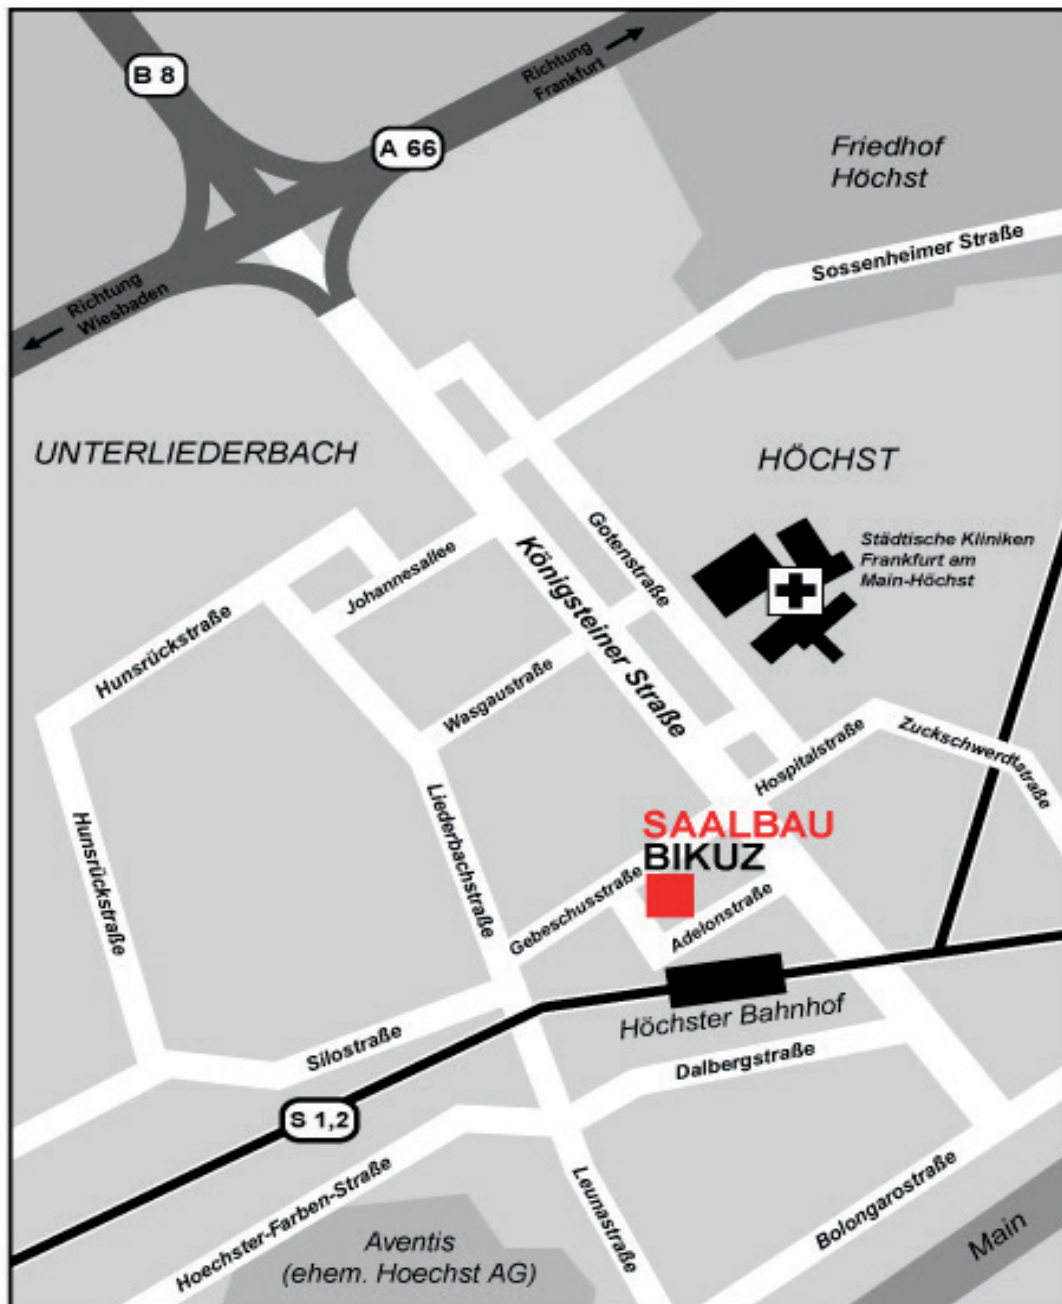 B 8
Richtung
Frankfurt
A 66
Friedhof
Höchst
Sossenheimer Straße
Richtung
Wiesbaden
UNTERLIEDERBACH
HÖCHST
Gotenstraße
Städtische Kliniken
Frankfurt am
Main-Höchst
Johannesallee
Königsteiner Straße
Hunsrückstraße
Wasgaustraße
Zuckschwerdtstraße
Hospitalstraße
Liederbachstraße
SAALBAU
BIKUZ
Hunsrückstraße
Gebeschusstraße
Adelonstraße
Höchster Bahnhof
Silostraße
Dalbergstraße
S 1,2
Hoechster-Farben-Straße
Leunastraße
Bolongarostraße
Main
Aventis
(ehem. Hoechst AG)